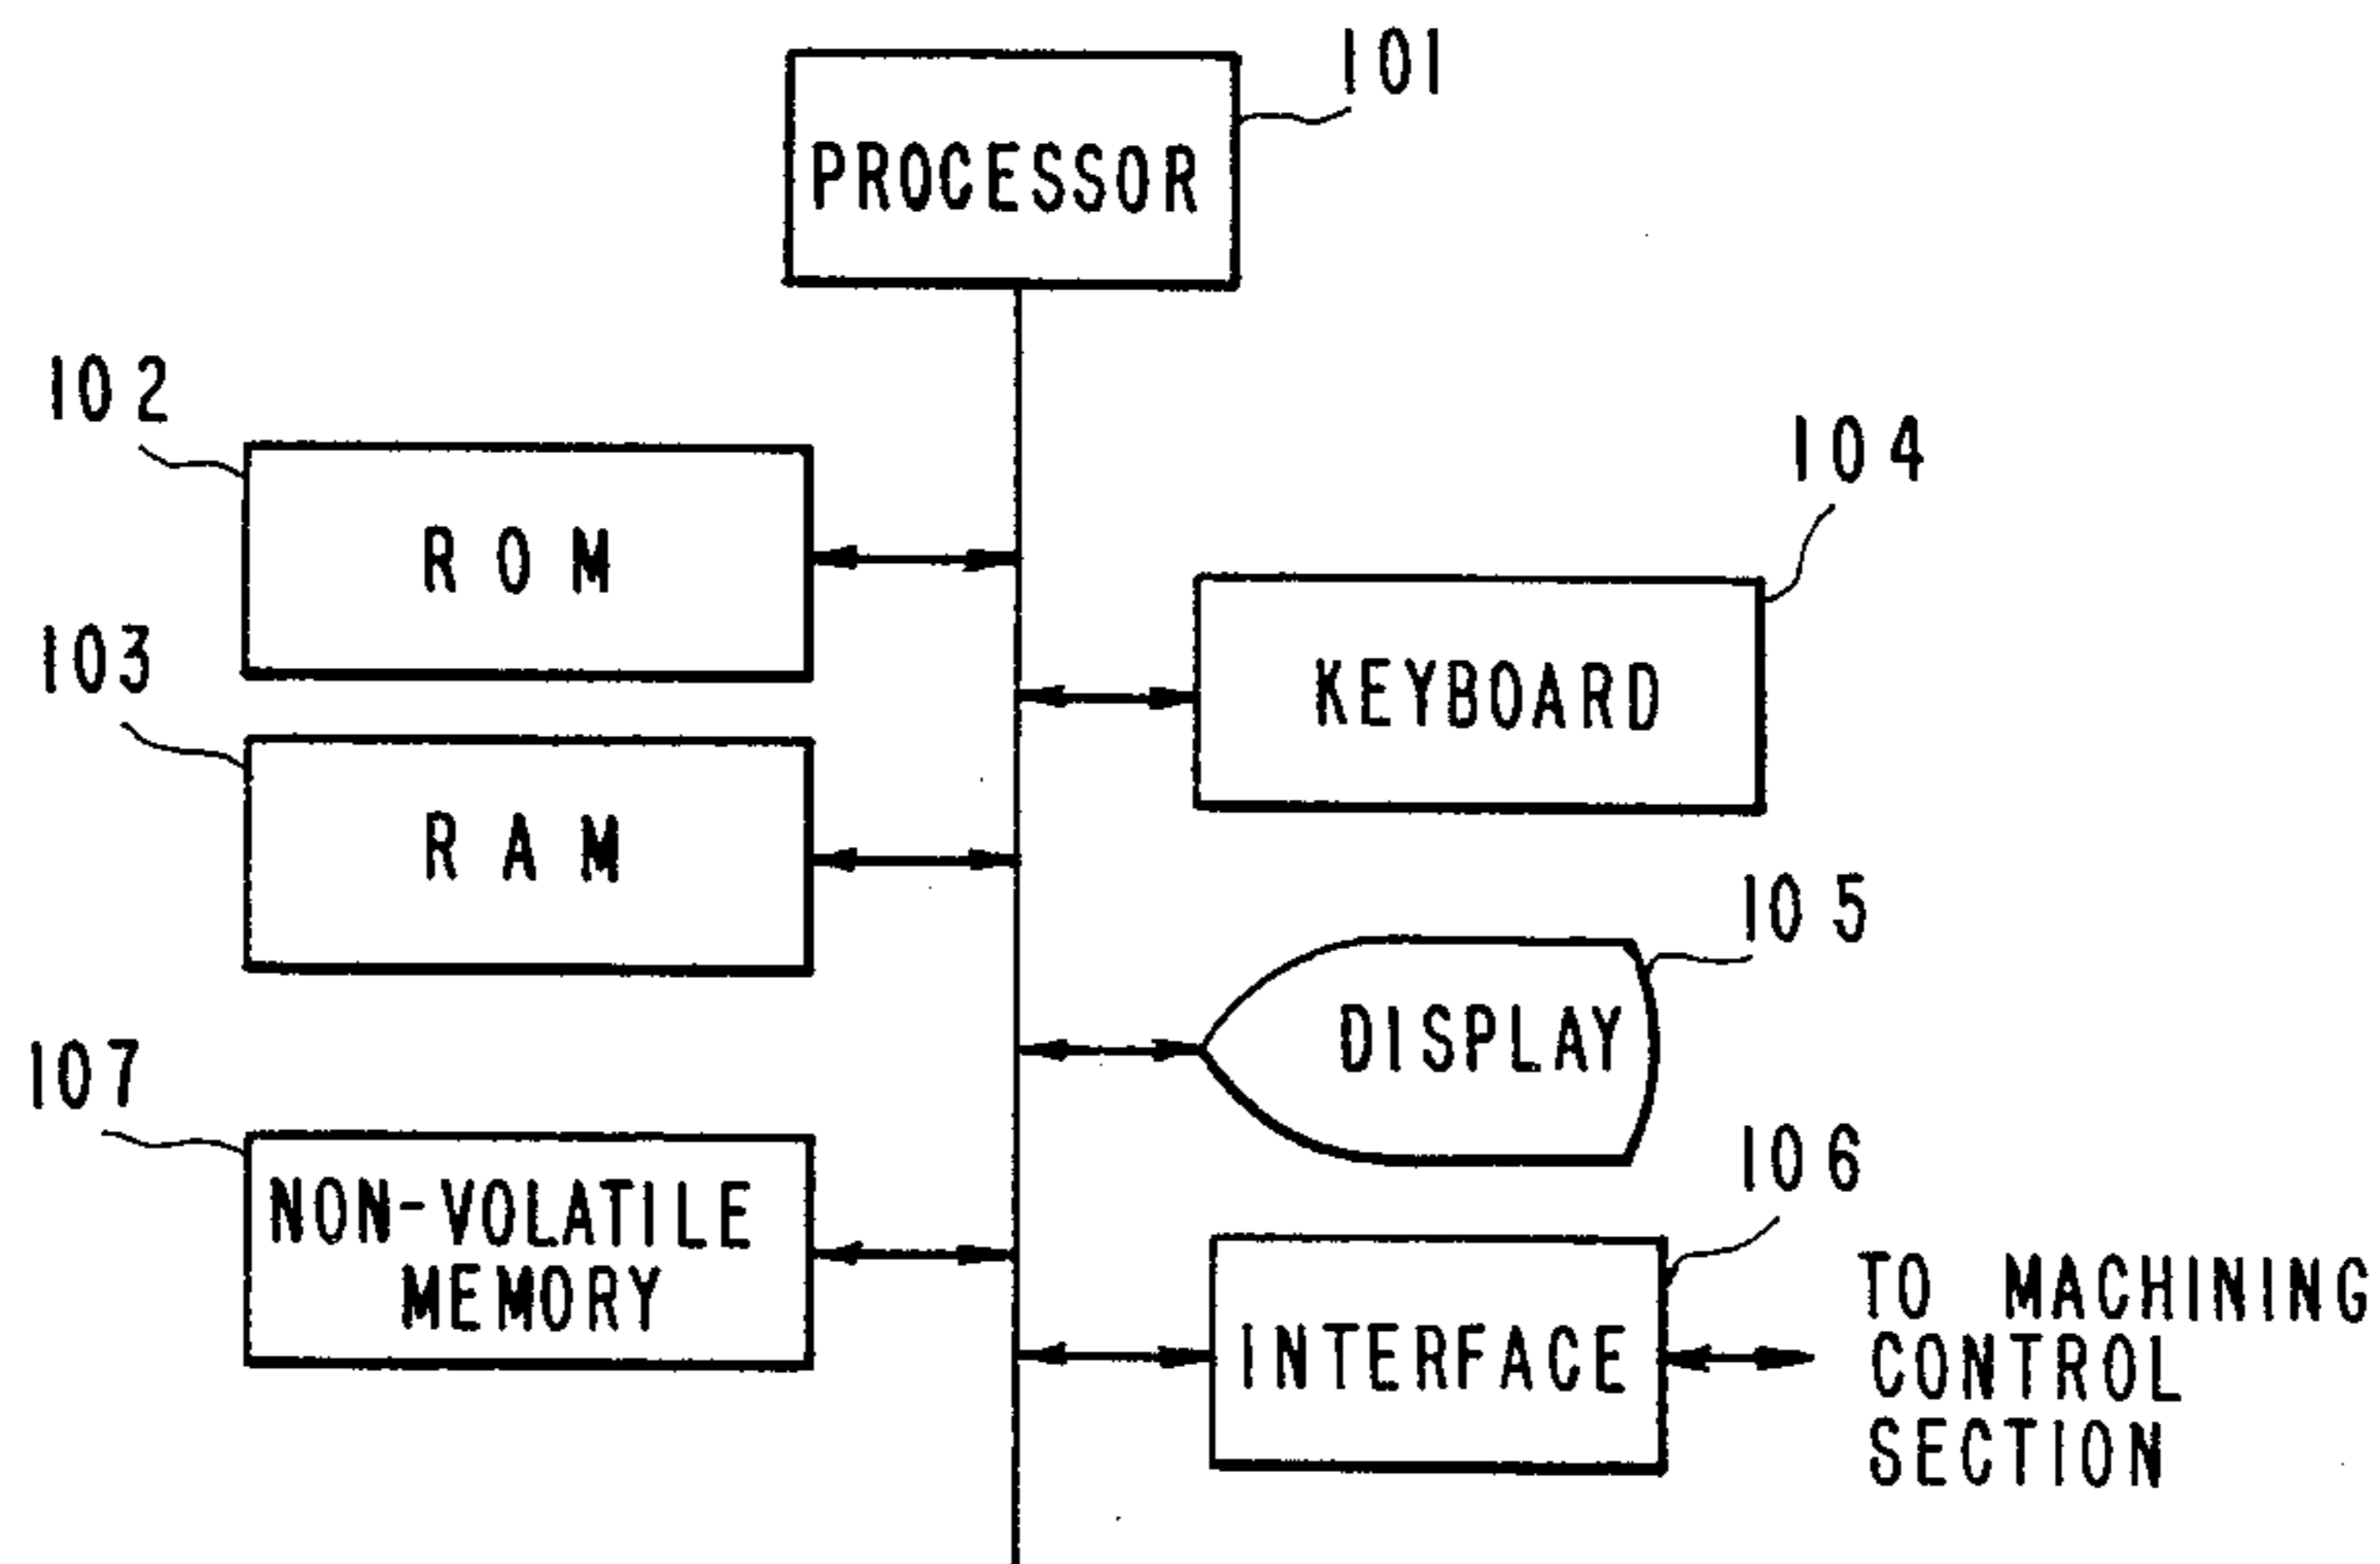 101
PROCESSOR
102
ROM
104
103
KEYBOARD
RAM
105
DISPLAY
107
NON-VOLATILE
MEMORY
106
INTERFACE
TO MACHINING
CONTROL
SECTION